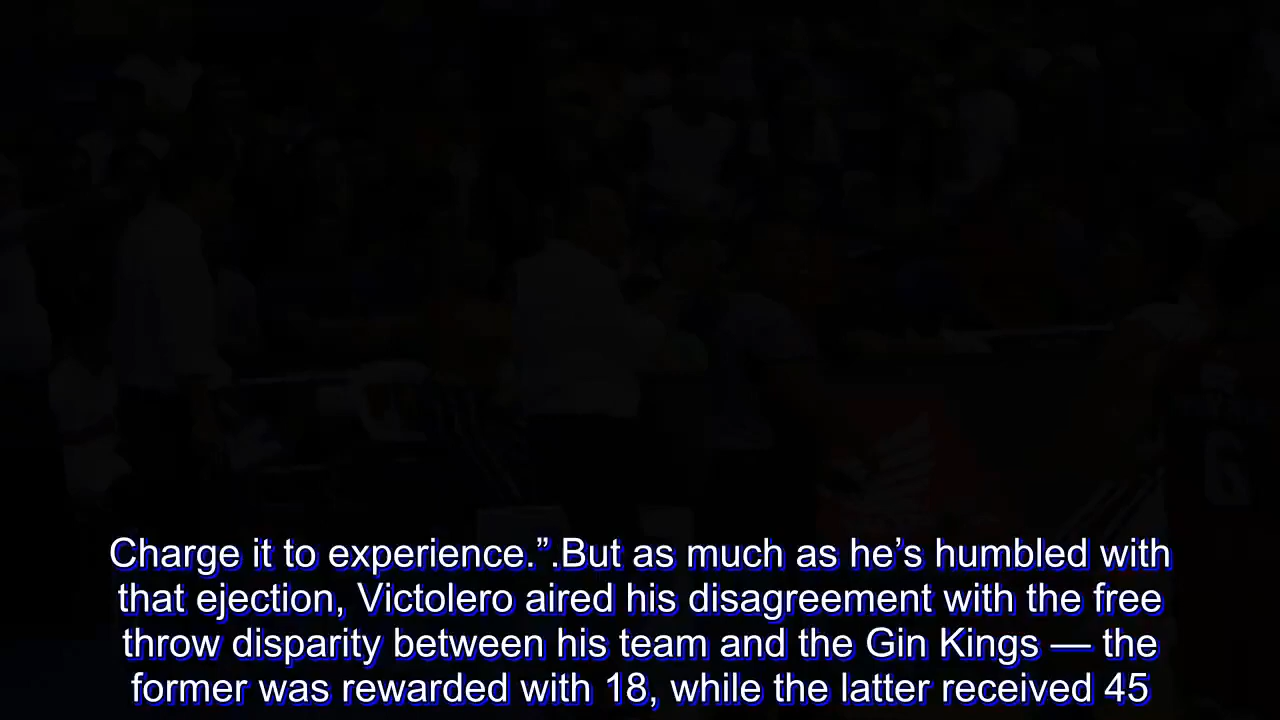 Charge it to experience.”.But as much as he’s humbled with
that ejection, Victolero aired his disagreement with the free
throw disparity between his team and the Gin Kings — the
former was rewarded with 18, while the latter received 45
6